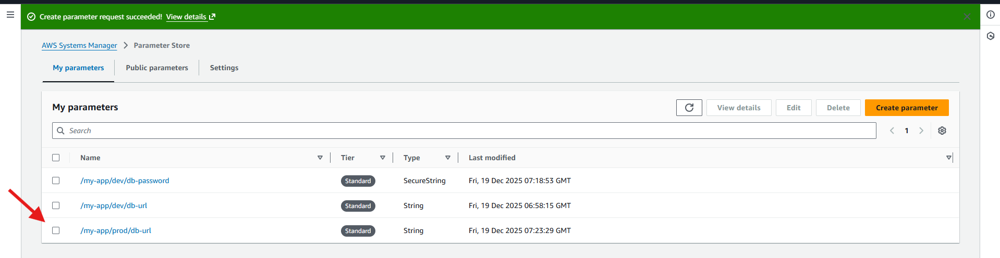 Create parameter request succeeded! View details
AWS Systems Manager > Parameter Store
My parameters Public parameters Settings
My parameters View details Edit Delete Create parameter
Search 1
Name Tier Type Last modified
/my-app/dev/db-password Standard SecureString Fri, 19 Dec 2025 07:18:53 GMT
/my-app/dev/db-url Standard String Fri, 19 Dec 2025 06:58:15 GMT
/my-app/prod/db-url Standard String Fri, 19 Dec 2025 07:23:29 GMT